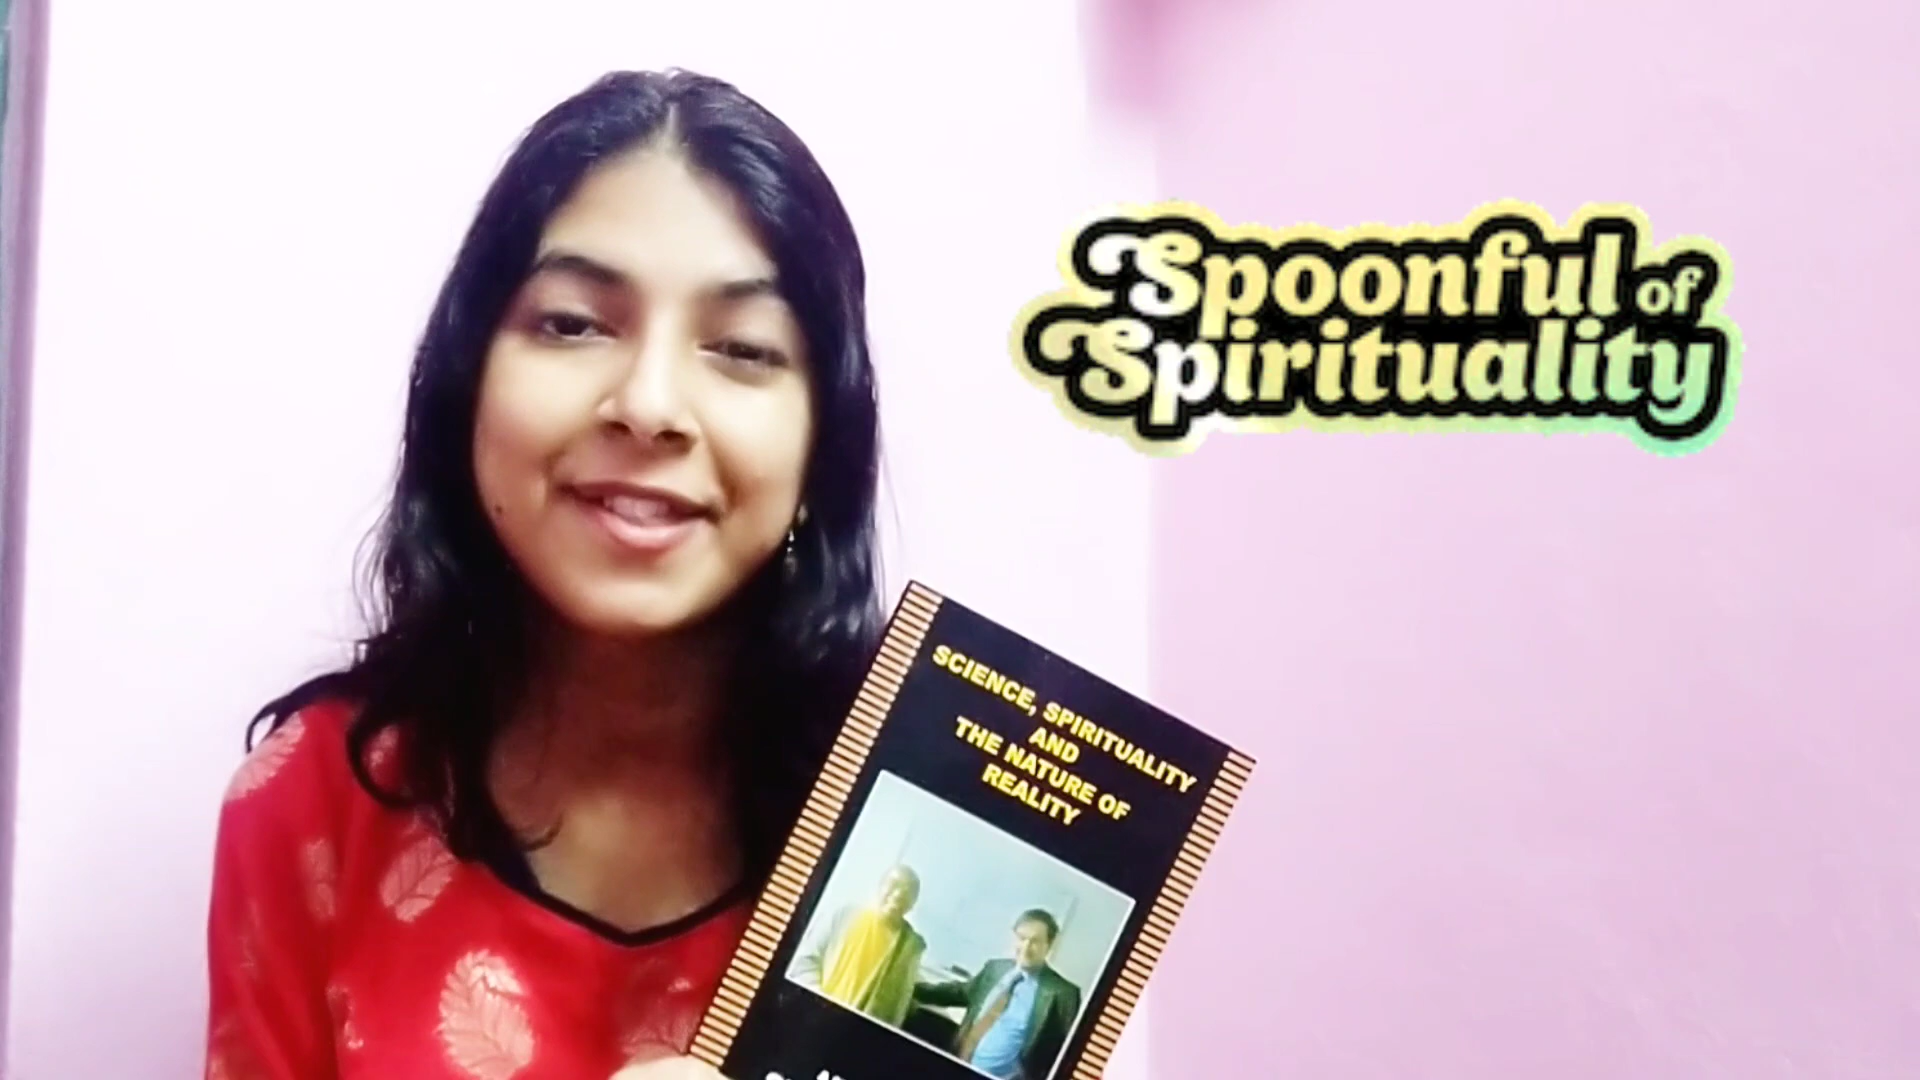 Spoonful of
Spirituality
SCIENCE, SPIRITUALITY
AND
THE NATURE OF
REALITY